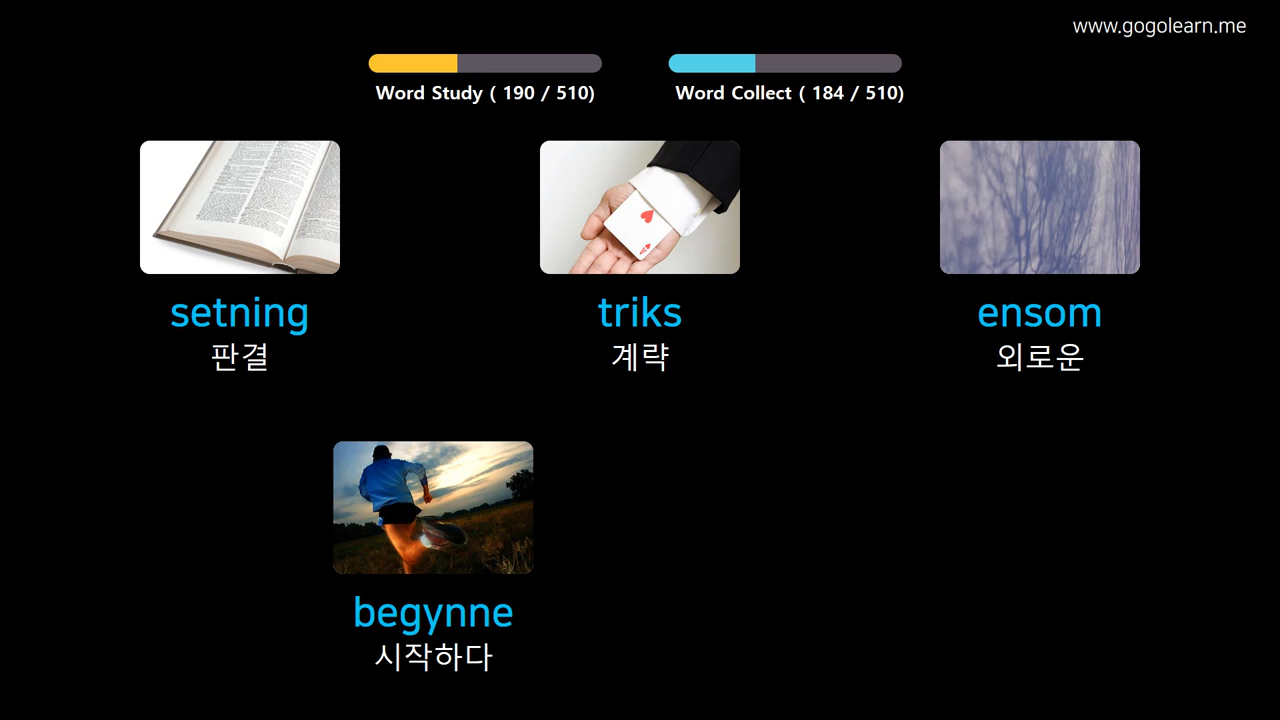 www.gogolearn.me
Word Study ( 190 / 510)
Word Collect ( 184 / 510)
setning
판결
triks
계략
ensom
외로운
begynne
시작하다